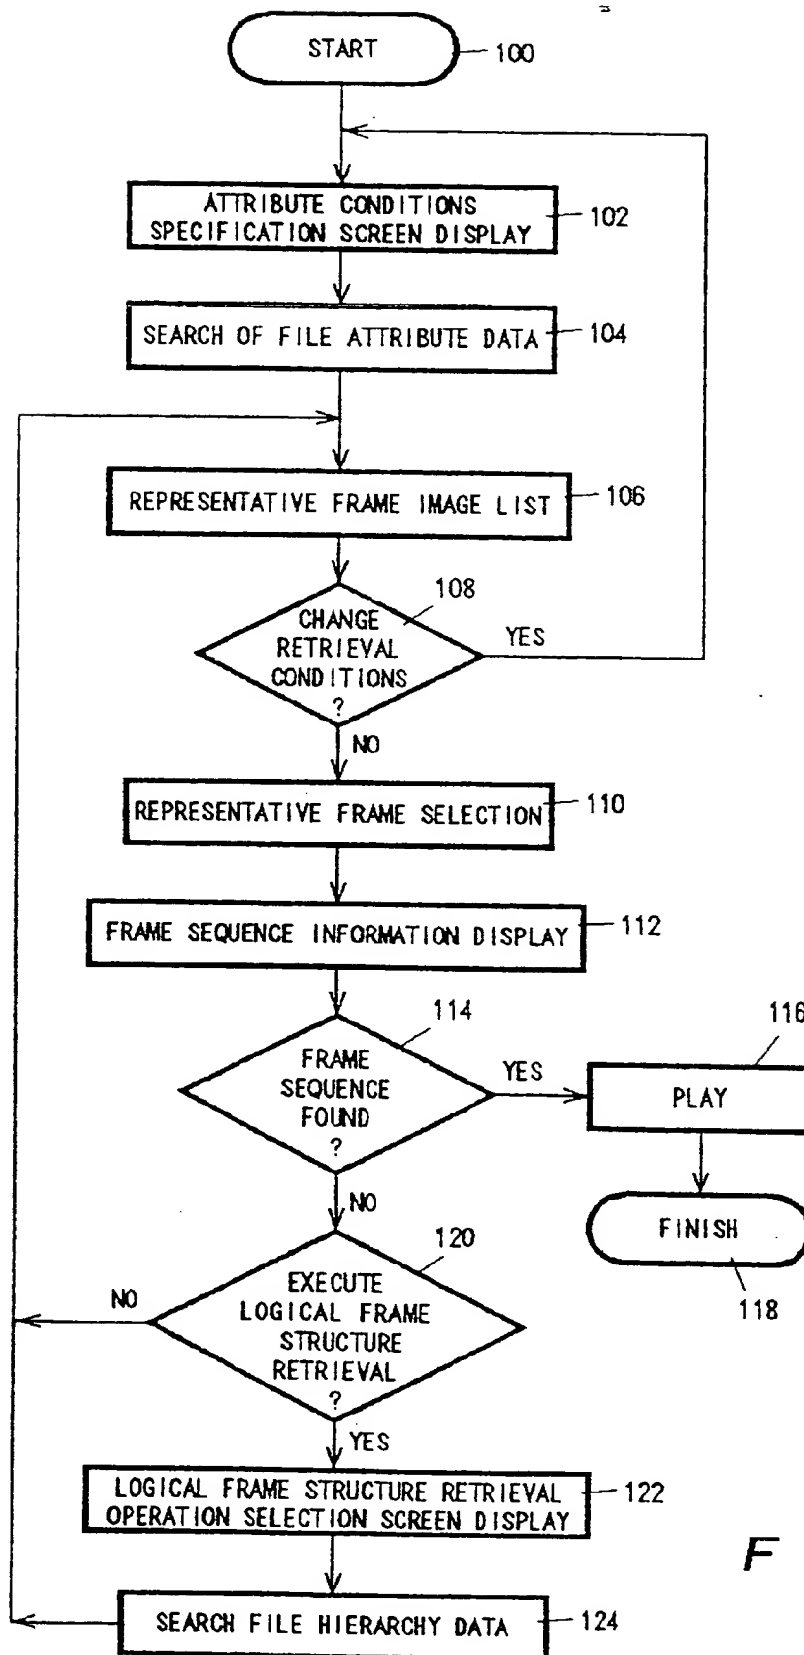 START
100
ATTRIBUTE CONDITIONS
SPECIFICATION SCREEN DISPLAY
102
SEARCH OF FILE ATTRIBUTE DATA
104
REPRESENTATIVE FRAME IMAGE LIST
106
108
CHANGE
RETRIEVAL
CONDITIONS
?
YES
NO
REPRESENTATIVE FRAME SELECTION
110
FRAME SEQUENCE INFORMATION DISPLAY
112
114
FRAME
SEQUENCE
FOUND
?
YES
116
PLAY
NO
FINISH
118
120
EXECUTE
LOGICAL FRAME
STRUCTURE
RETRIEVAL
?
NO
YES
LOGICAL FRAME STRUCTURE RETRIEVAL
OPERATION SELECTION SCREEN DISPLAY
122
F
SEARCH FILE HIERARCHY DATA
124